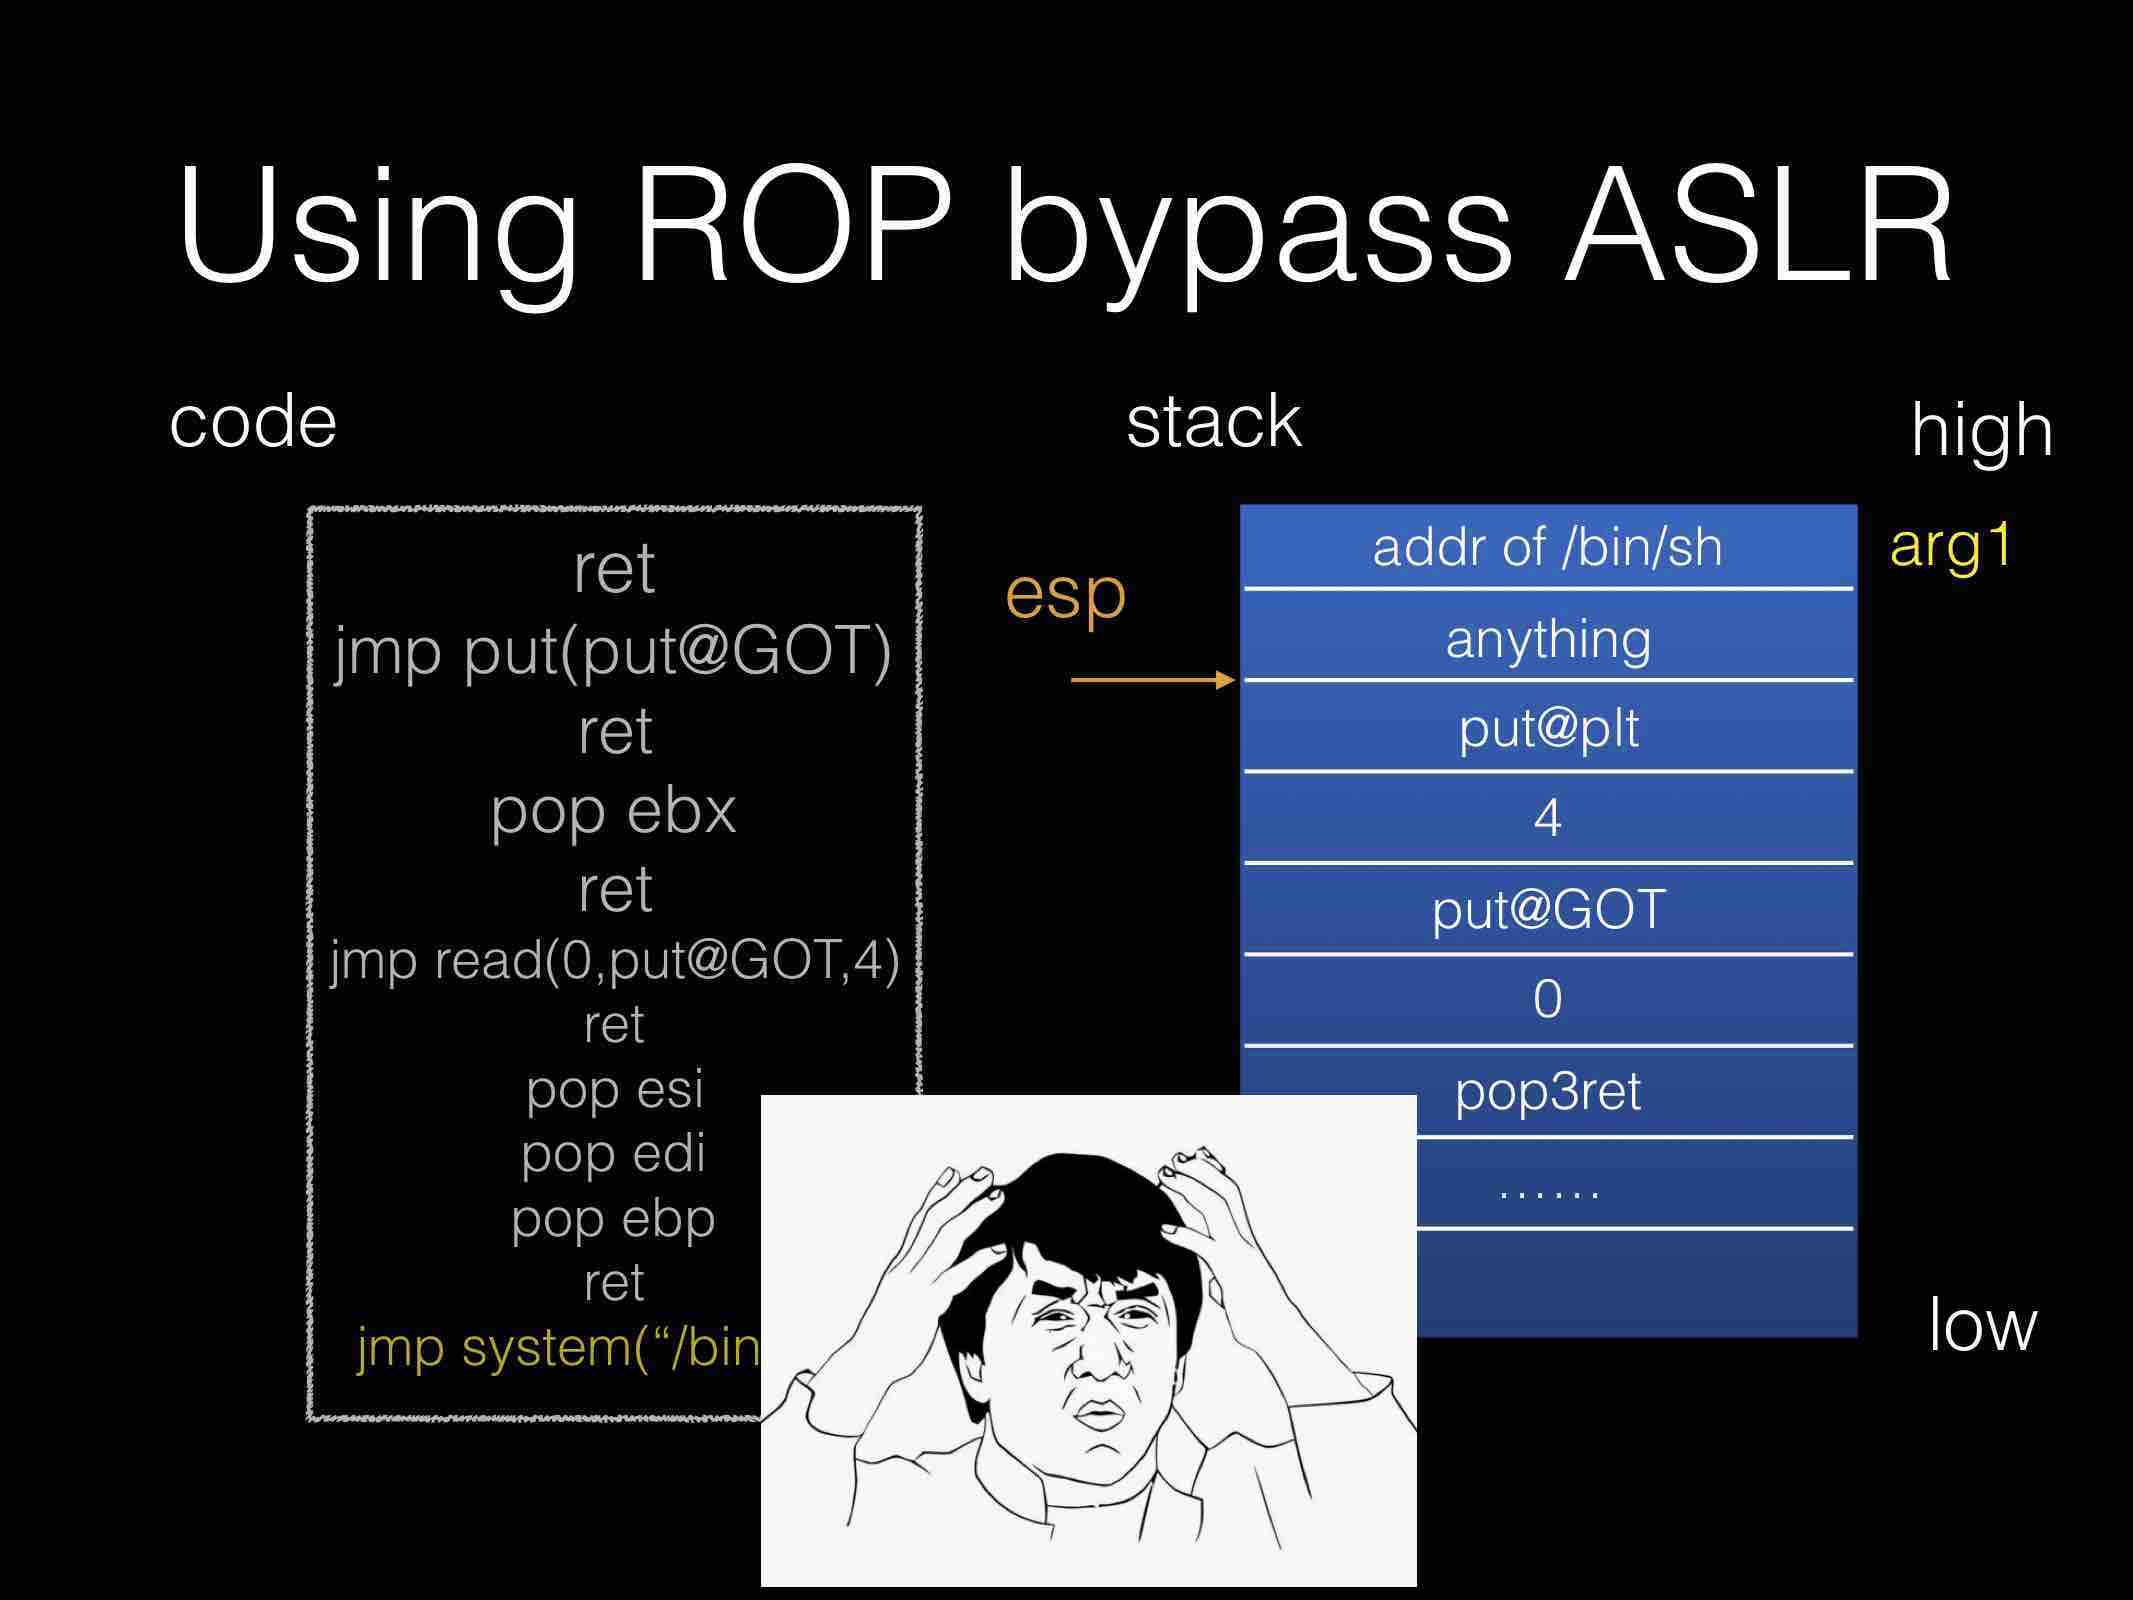 Using ROP bypass ASLR
code
stack
high
ret
jmp put(put@GOT)
ret
pop ebx
ret
jmp read(0,put@GOT,4)
ret
pop esi
pop edi
pop ebp
ret
jmp system(“/bin
esp
addr of /bin/sh
arg1
anything
put@plt
4
put@GOT
0
pop3ret
......
low